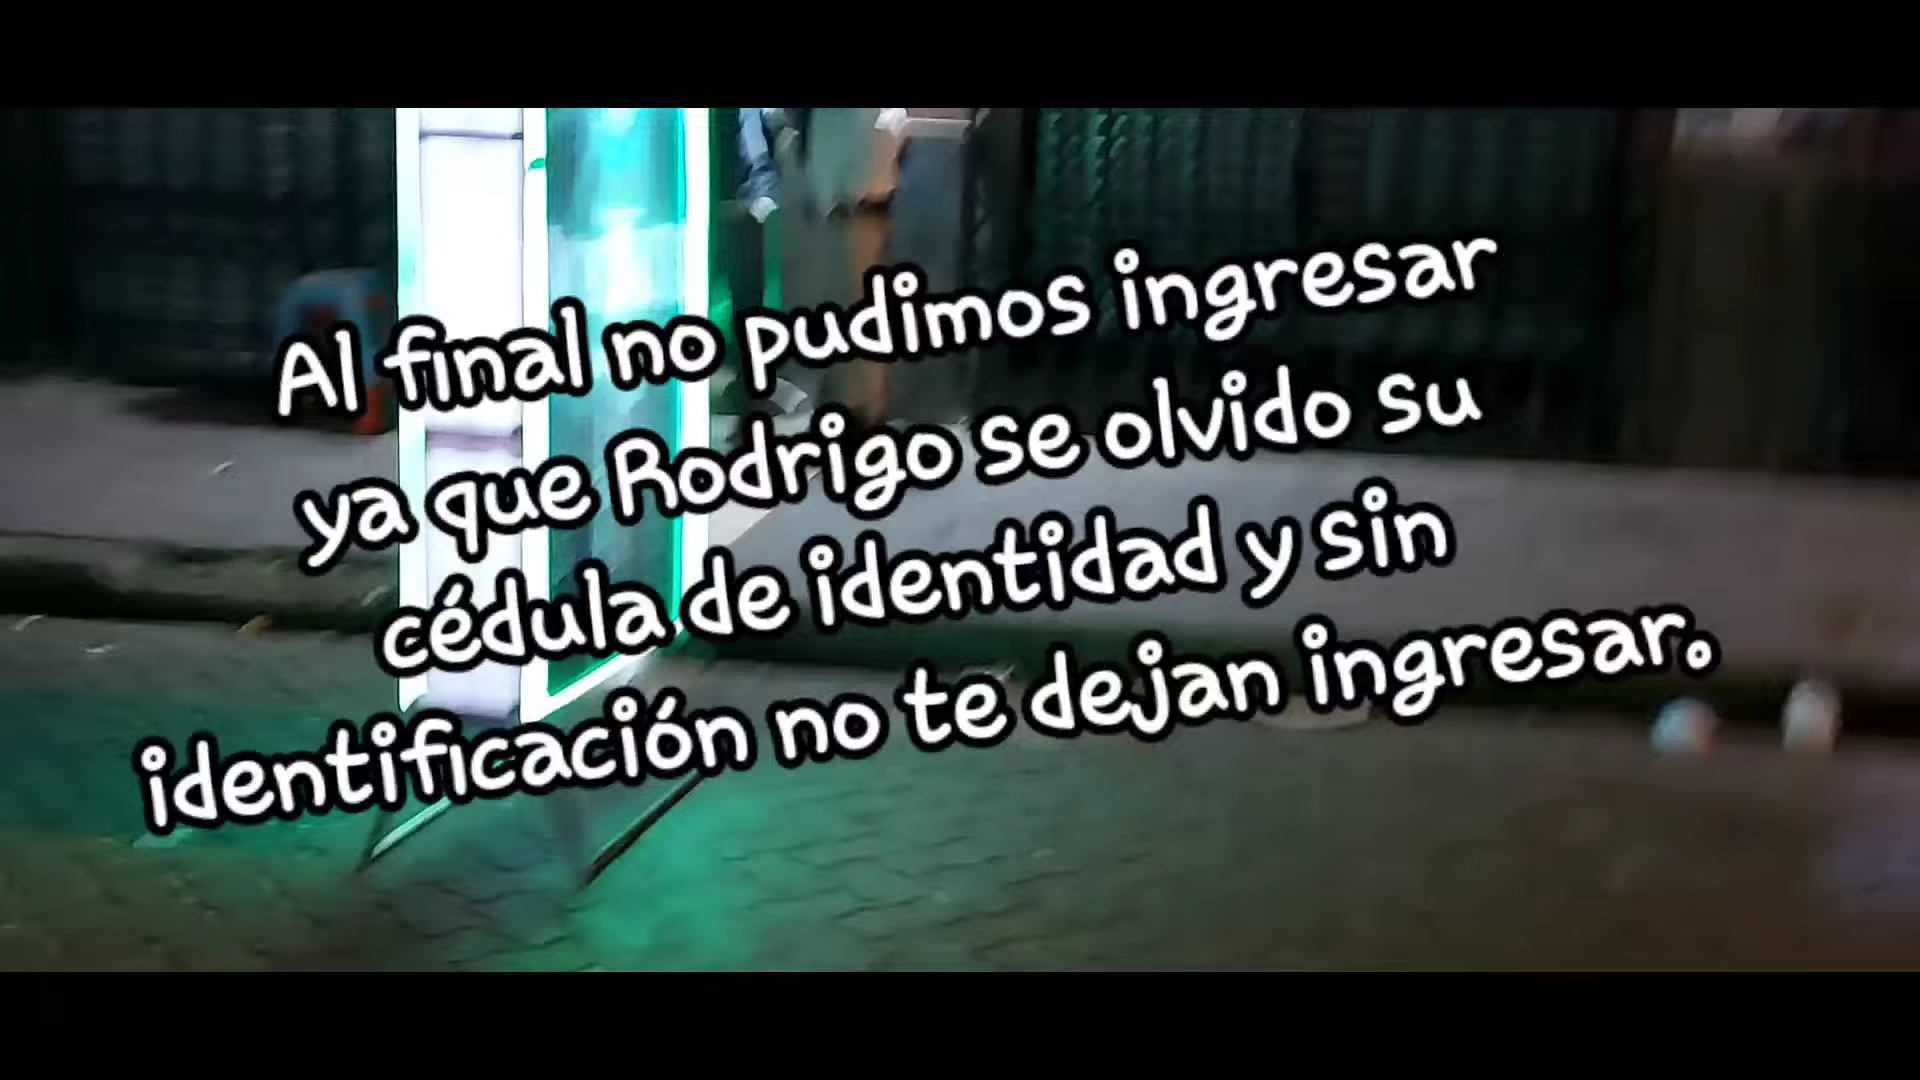 Al final no pudimos ingresar
ya que Rodrigo se olvido su
cédula de identidad y sin
identificación no te dejan ingresar.